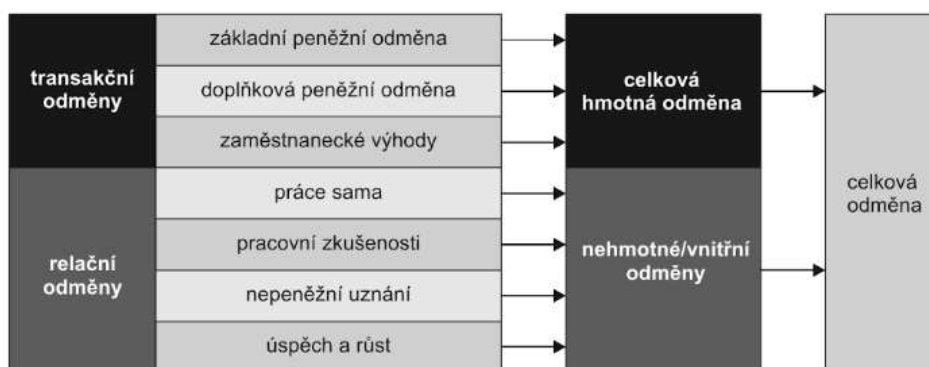 transakční
odměny
základní peněžní odměna
doplňková peněžní odměna
zaměstnanecké výhody
celková
hmotná odměna
relační
odměny
práce sama
pracovní zkušenosti
nepeněžní uznání
úspěch a růst
nehmotné/vnitřní
odměny
celková
odměna